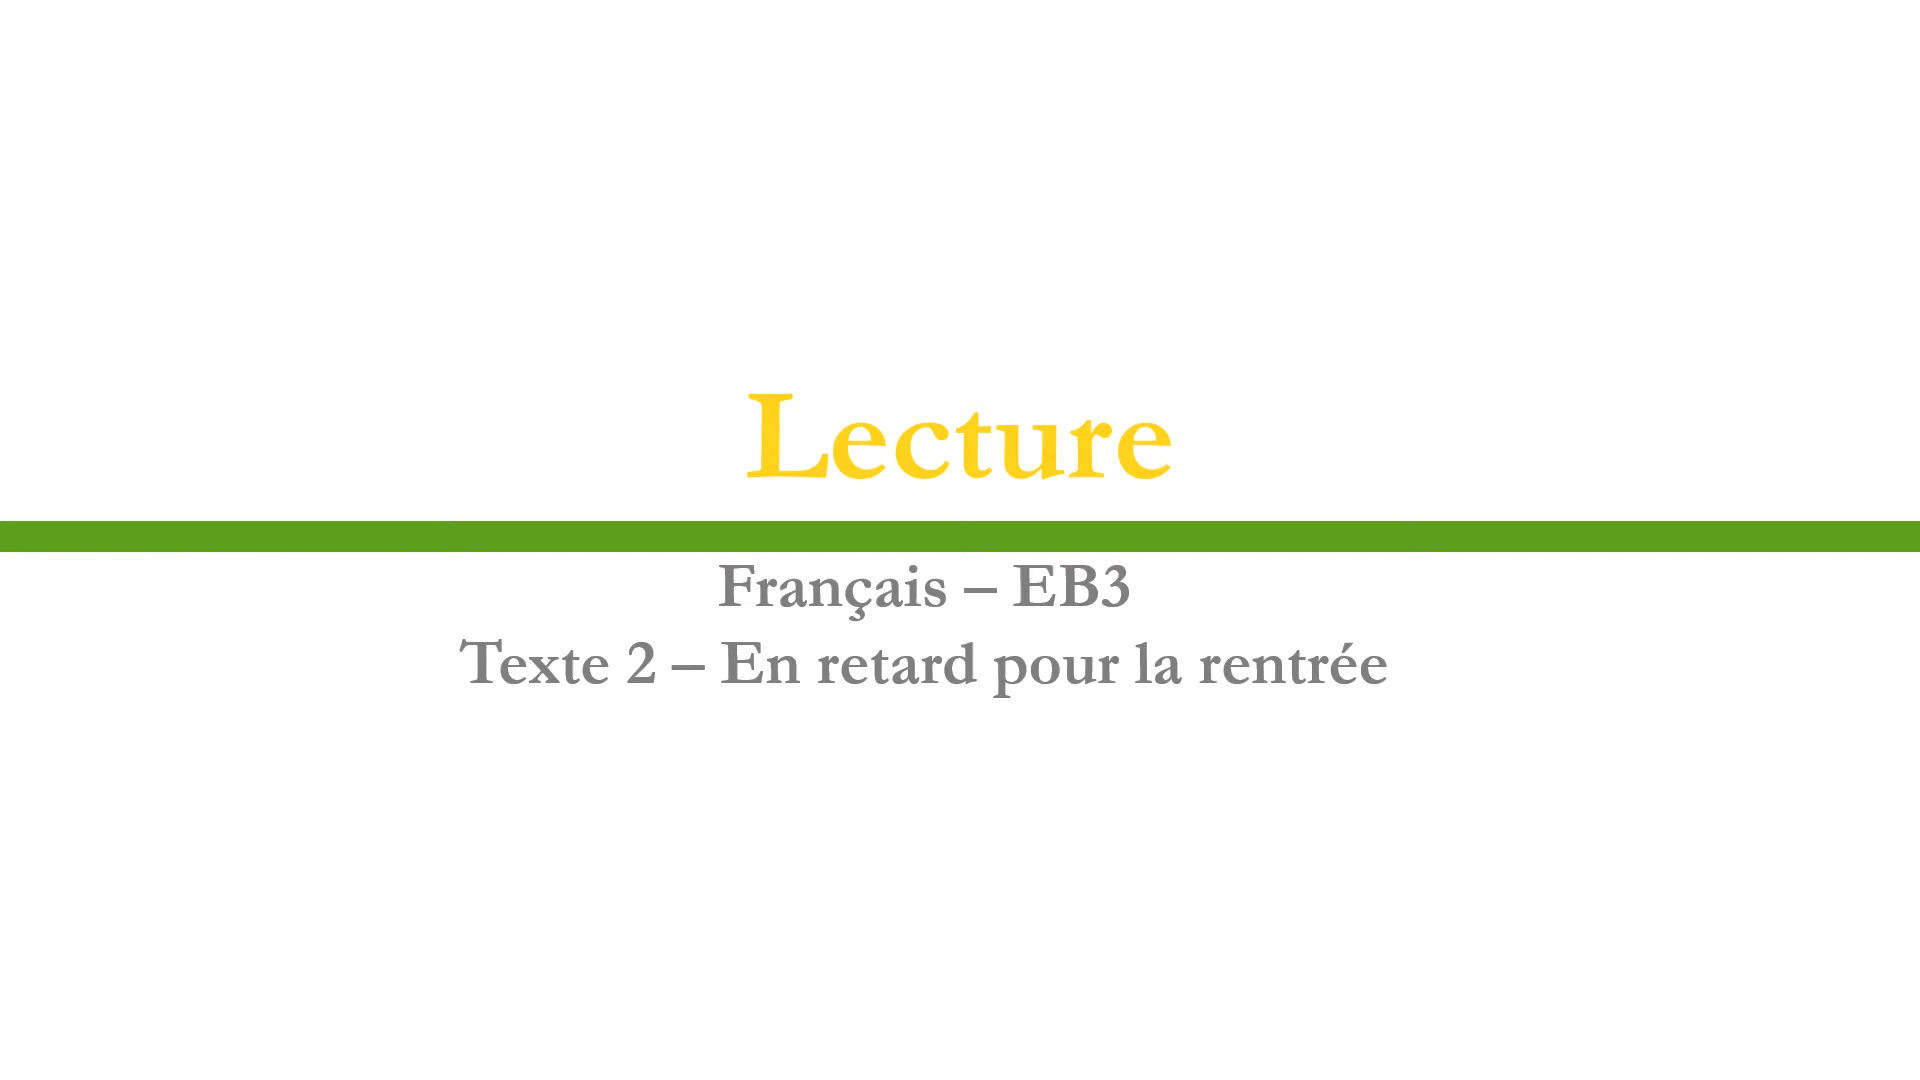 Lecture
Français – EB3
Texte 2 – En retard pour la rentrée